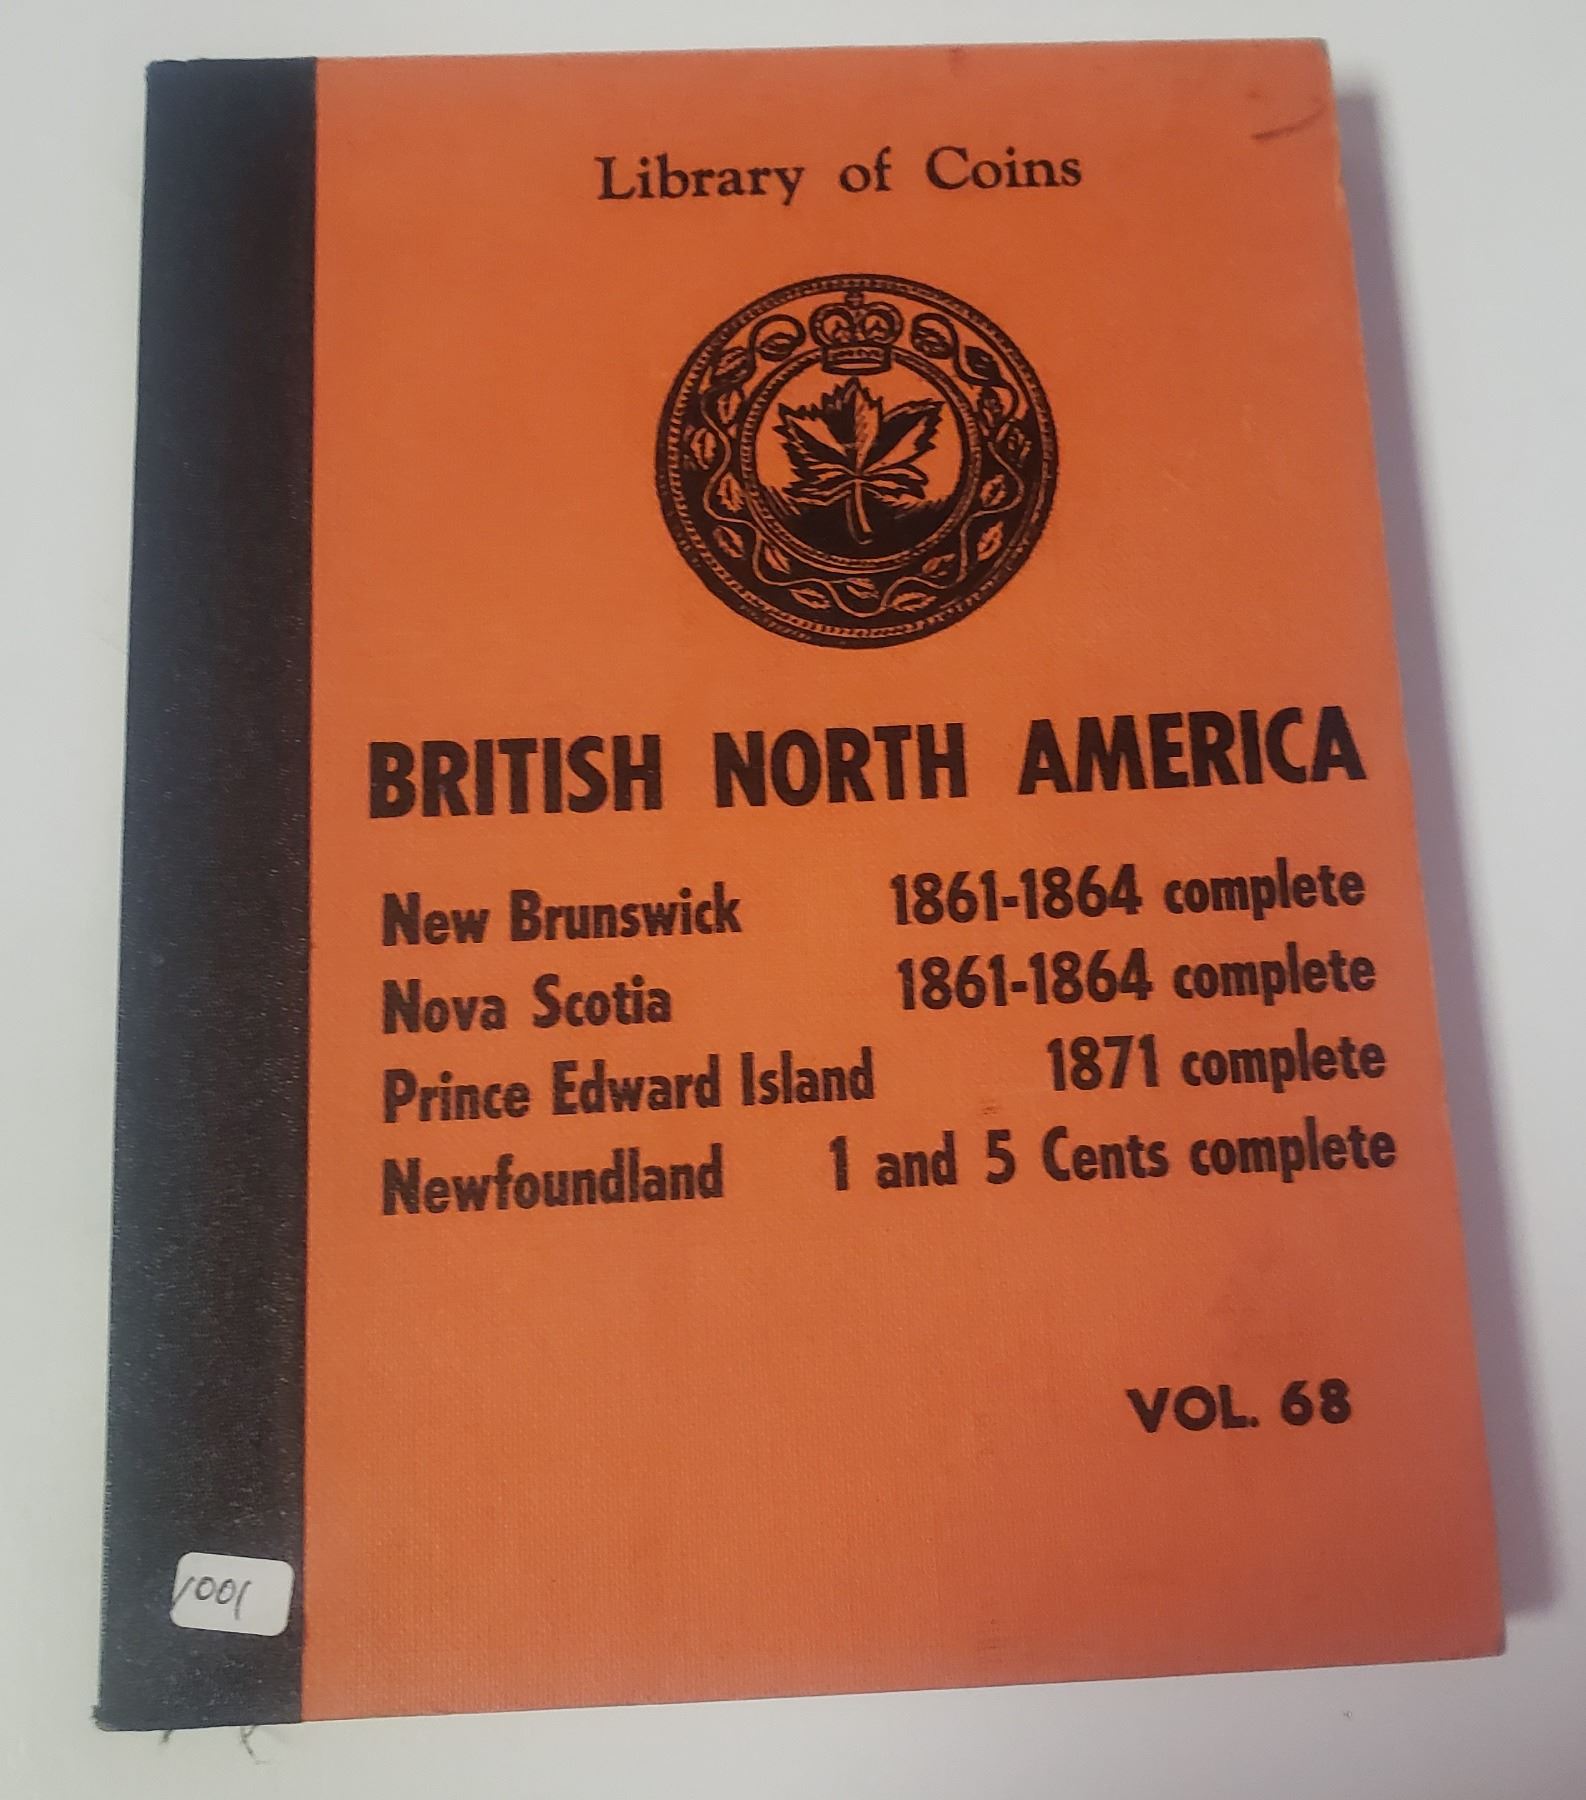 Library of Coins
BRITISH NORTH AMERICA
New Brunswick 1861-1864 complete
Nova Scotia 1861-1864 complete
Prince Edward Island 1871 complete
Newfoundland 1 and 5 Cents complete
VOL. 68
1001